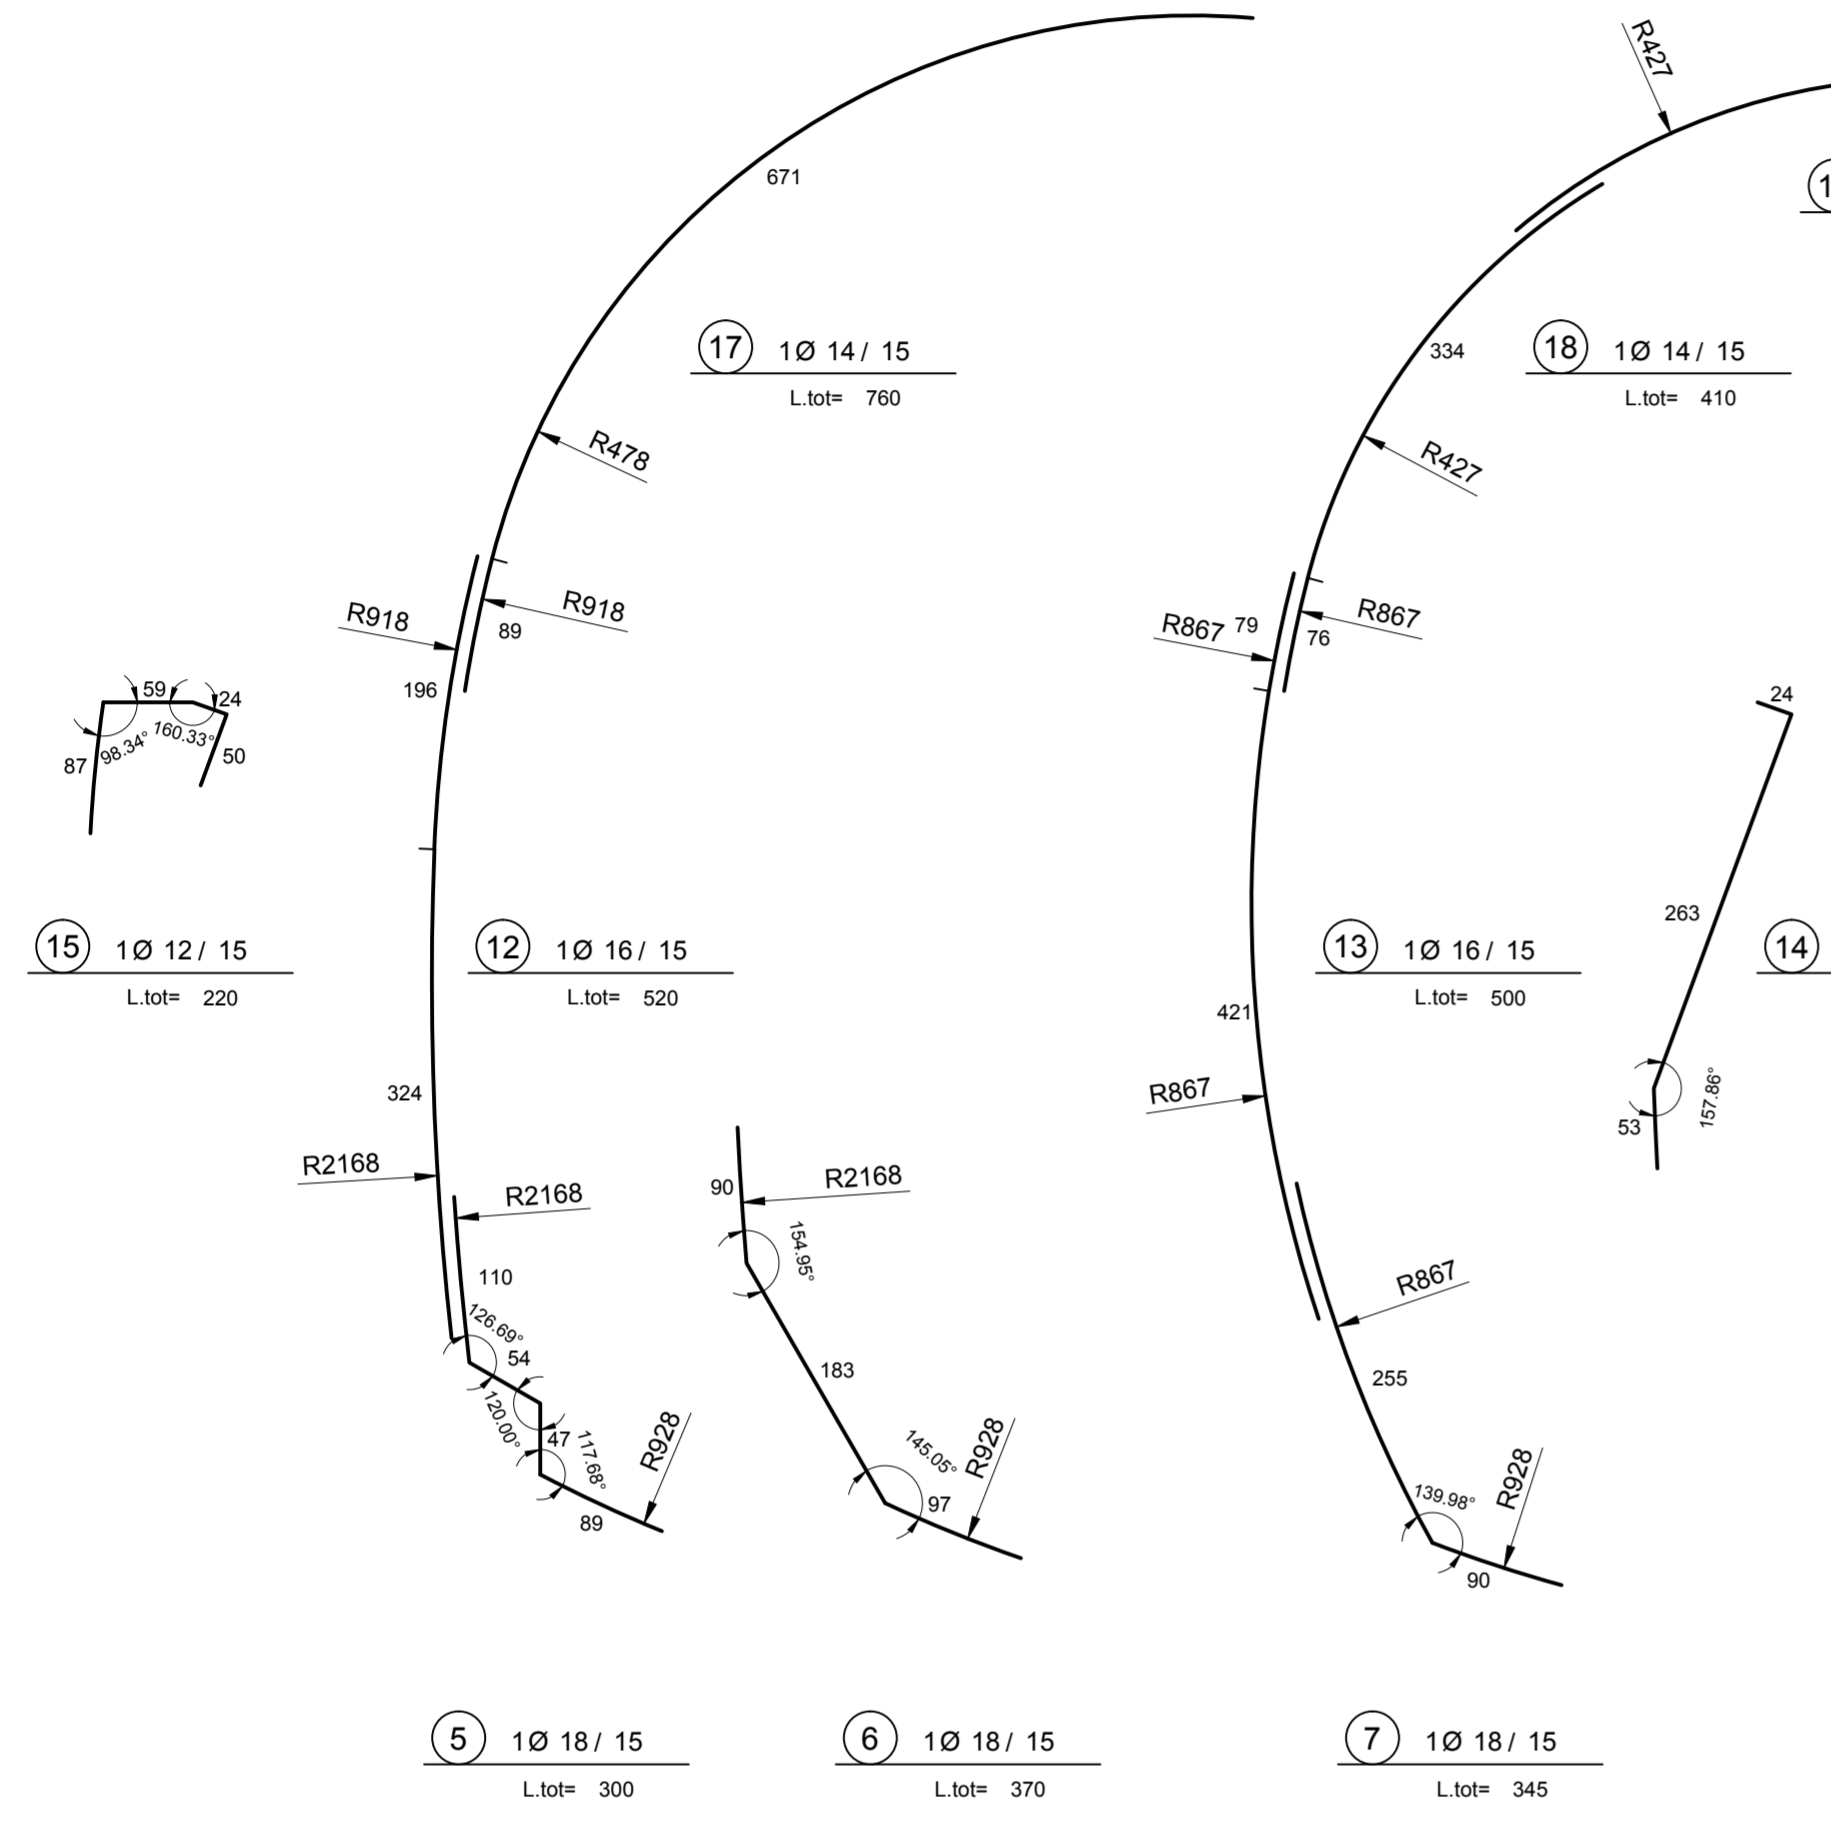 R427
671
1
17 1Ø 14/ 15
L.tot= 760
334
18 1Ø 14/ 15
L.tot= 410
R478
R427
R918
R918
89
196
R867
79
R867
76
59
24
98.34°
160.33°
87
50
24
263
15 1Ø 12/ 15
L.tot= 220
12 1Ø 16/ 15
L.tot= 520
13 1Ø 16/ 15
L.tot= 500
14
421
324
R867
157.86°
53
R2168
R2168
90
R2168
154.95°
110
R867
126.69°
54
183
255
120.00°
47
117.68°
R928
89
145.05°
R928
97
139.98°
R928
90
5 1Ø 18/ 15
L.tot= 300
6 1Ø 18/ 15
L.tot= 370
7 1Ø 18/ 15
L.tot= 345